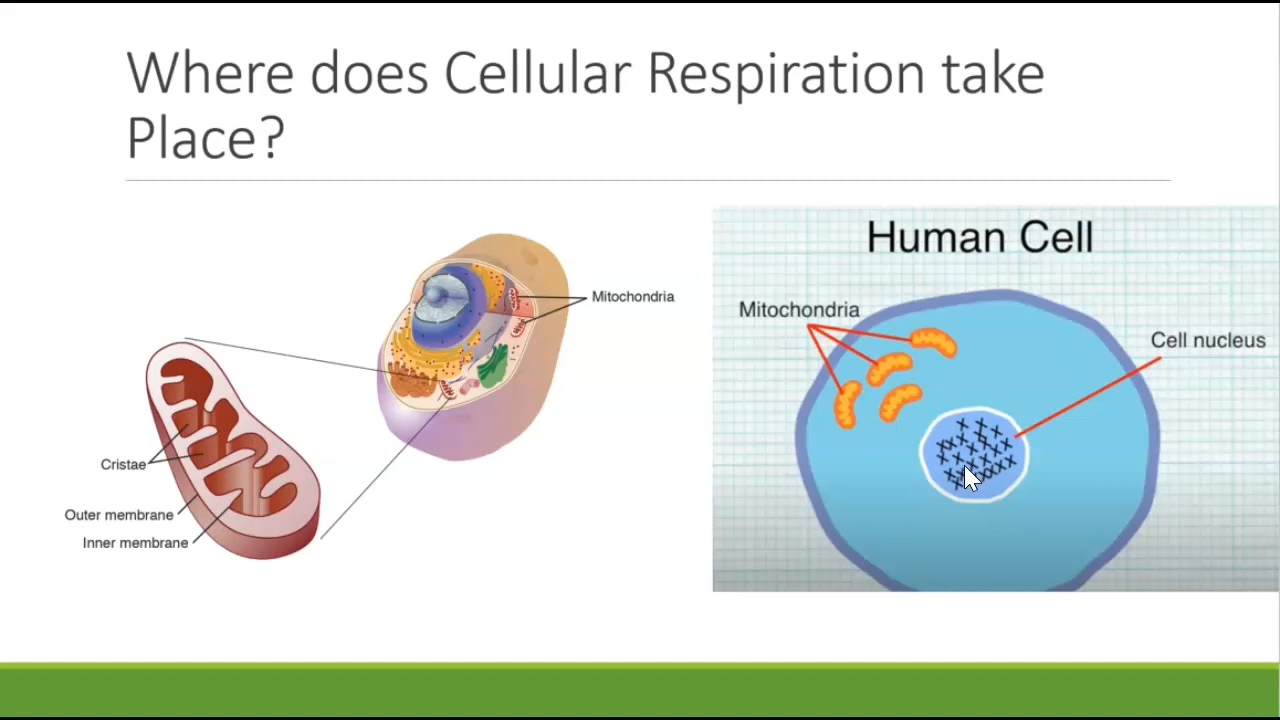 Where does Cellular Respiration take
Place?
Mitochondria
Cristae
Outer membrane
Inner membrane
Human Cell
Mitochondria
Cell nucleus